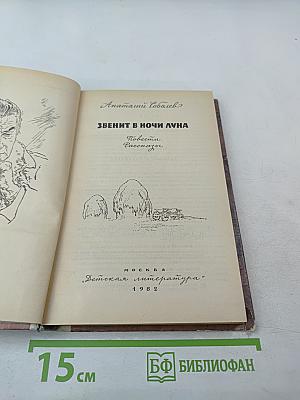 Анатолий Соболев
ЗВЕНИТ В НОЧИ ЛУНА
Повести
Рассказы
МОСКВА
„Детская литература"
1982
15 см
БФ БИБЛИОФАН